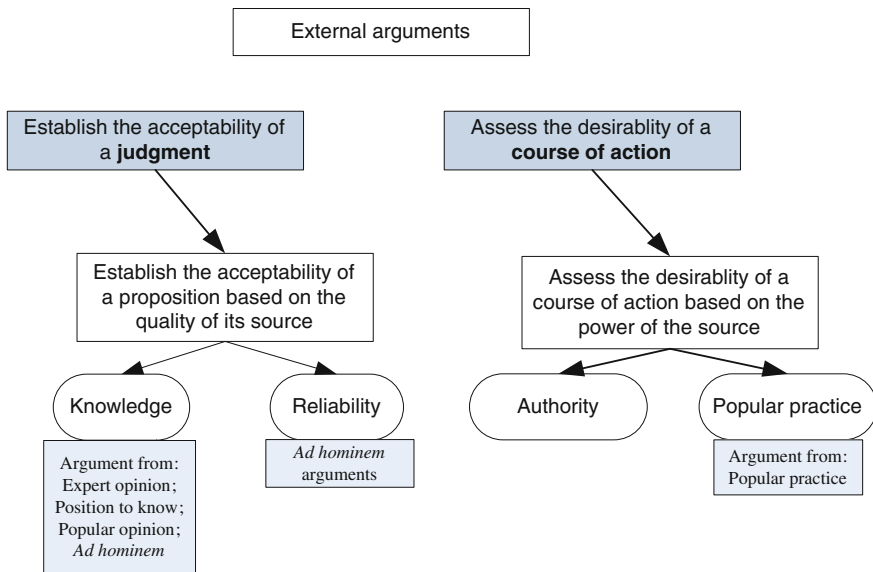 External arguments
Establish the acceptability of
a judgment
Assess the desirablity of a
course of action
Establish the acceptability of
a proposition based on the
quality of its source
Assess the desirablity of a
course of action based on the
power of the source
Knowledge
Reliability
Authority
Popular practice
Argument from:
Expert opinion;
Position to know;
Popular opinion;
Ad hominem
Ad hominem
arguments
Argument from:
Popular practice